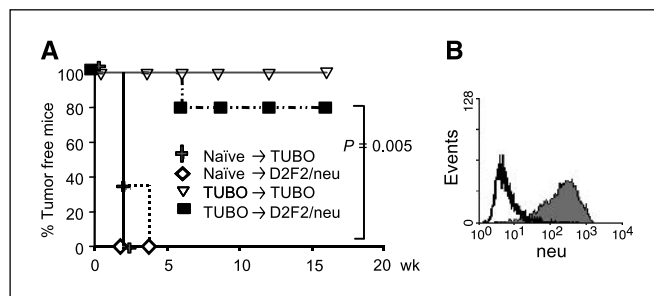 A
B
% Tumor free mice
100
80
60
40
20
0
0 5 10 15 20 wk
Naïve → TUBO
Naïve → D2F2/neu
TUBO → TUBO
TUBO → D2F2/neu
P = 0.005
Events
128
0
10⁰ 10¹ 10² 10³ 10⁴
neu